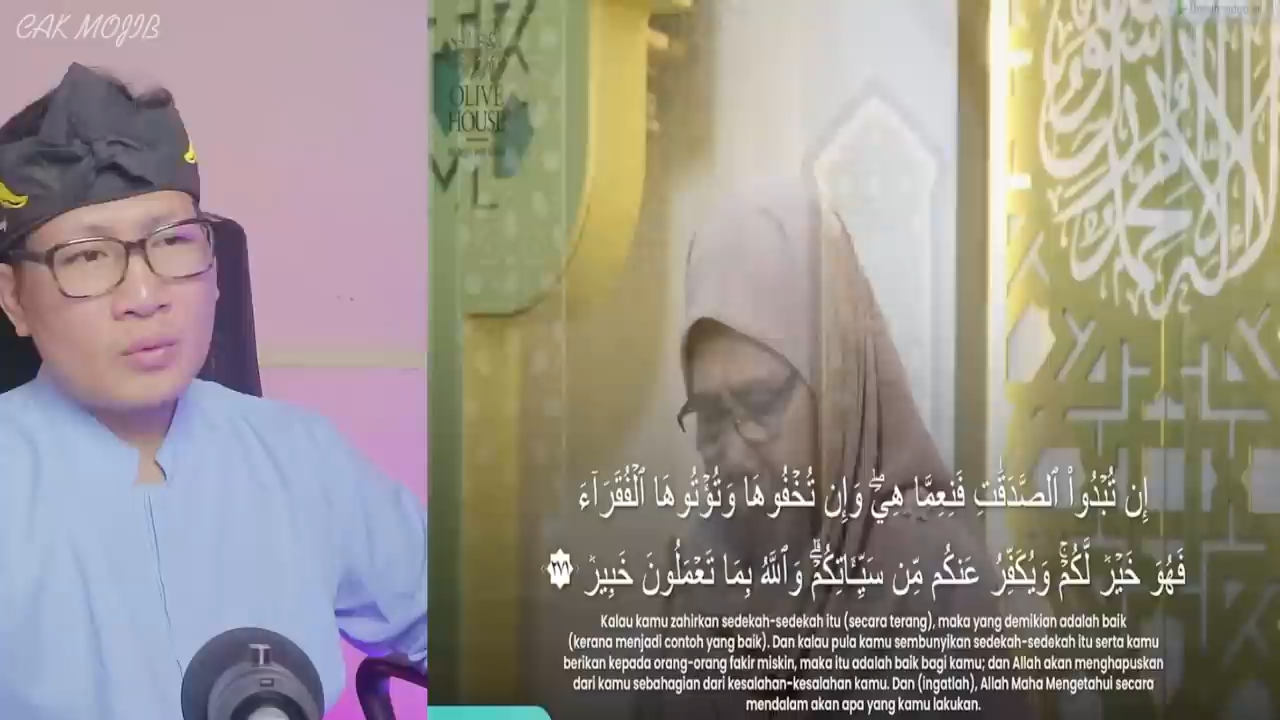 CAK MOJIB
OLIVE
HOUSE
إِن تُبْدُوا۟ ٱلصَّدَقَٰتِ فَنِعِمَّا هِىَ ۖ وَإِن تُخْفُوهَا وَتُؤْتُوهَا ٱلْفُقَرَآءَ
فَهُوَ خَيْرٌ لَّكُمْ ۚ وَيُكَفِّرُ عَنكُم مِّن سَيِّـَٔاتِكُمْ ۗ وَٱللَّهُ بِمَا تَعْمَلُونَ خَبِيرٌ ٢٧١
Kalau kamu zahirkan sedekah-sedekah itu (secara terang), maka yang demikian adalah baik
(kerana menjadi contoh yang baik). Dan kalau pula kamu sembunyikan sedekah-sedekah itu serta kamu
berikan kepada orang-orang fakir miskin, maka itu adalah baik bagi kamu; dan Allah akan menghapuskan
dari kamu sebahagian dari kesalahan-kesalahan kamu. Dan (ingatlah), Allah Maha Mengetahui secara
mendalam akan apa yang kamu lakukan.